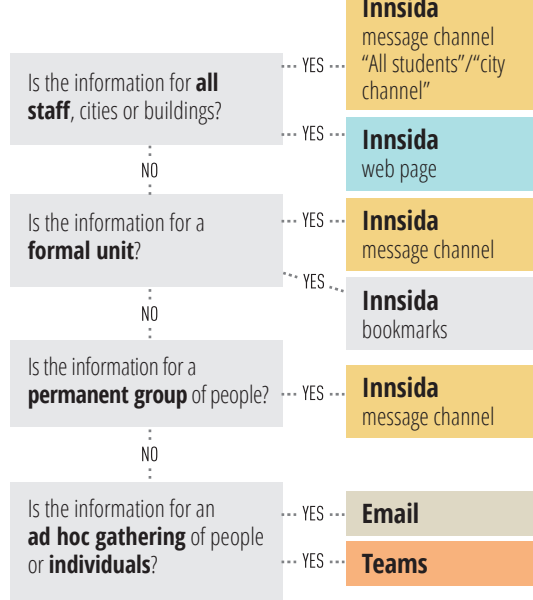 Innsida
message channel
“All students”/“city
channel”
YES
Is the information for all
staff, cities or buildings?
YES
Innsida
web page
NO
Is the information for a
formal unit?
YES
Innsida
message channel
YES
Innsida
bookmarks
NO
Is the information for a
permanent group of people?
YES
Innsida
message channel
NO
Is the information for an
ad hoc gathering of people
or individuals?
YES
Email
YES
Teams